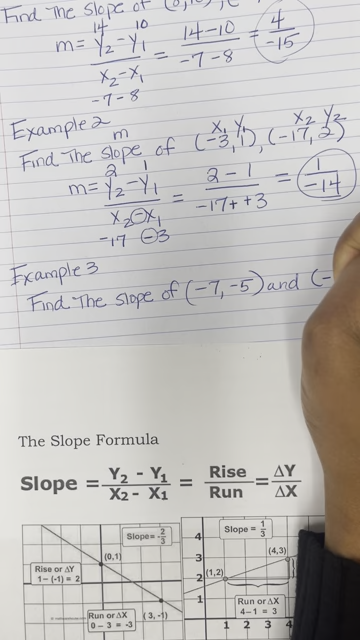 Find The Slope of
14 10
m = Y2 - Y1 = 14-10 = 4
X2 - X1 -7-8 -15
-7-8
Example 2
m X1 Y1 X2 Y2
Find The Slope of (-3, 1), (-17, 2)
2 1
m = Y2 - Y1 = 2 - 1 = 1
X2 - X1 -17 + +3 -14
-17 -3
Example 3
Find The Slope of (-7, -5) and (-
The Slope Formula
Slope = Y2 - Y1 = Rise = ΔY
X2 - X1 Run ΔX
Slope= -2/3
(0,1)
Rise or ΔY
1 – (-1) = 2
Run or ΔX
0 – 3 = -3
(3, -1)
Slope = 1/3
4
3
2
1
(4,3)
(1,2)
Run or ΔX
4 – 1 = 3
1 2 3 4